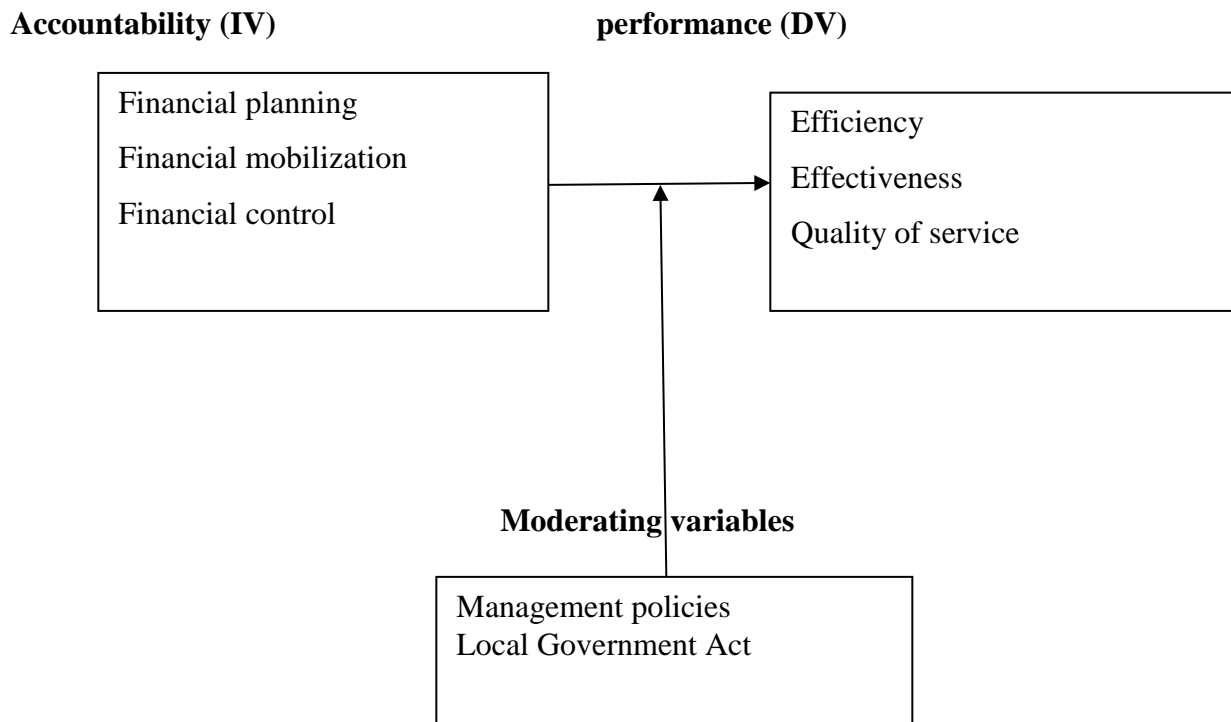 Accountability (IV) performance (DV)
Financial planning
Financial mobilization
Financial control
Efficiency
Effectiveness
Quality of service
Moderating variables
Management policies
Local Government Act